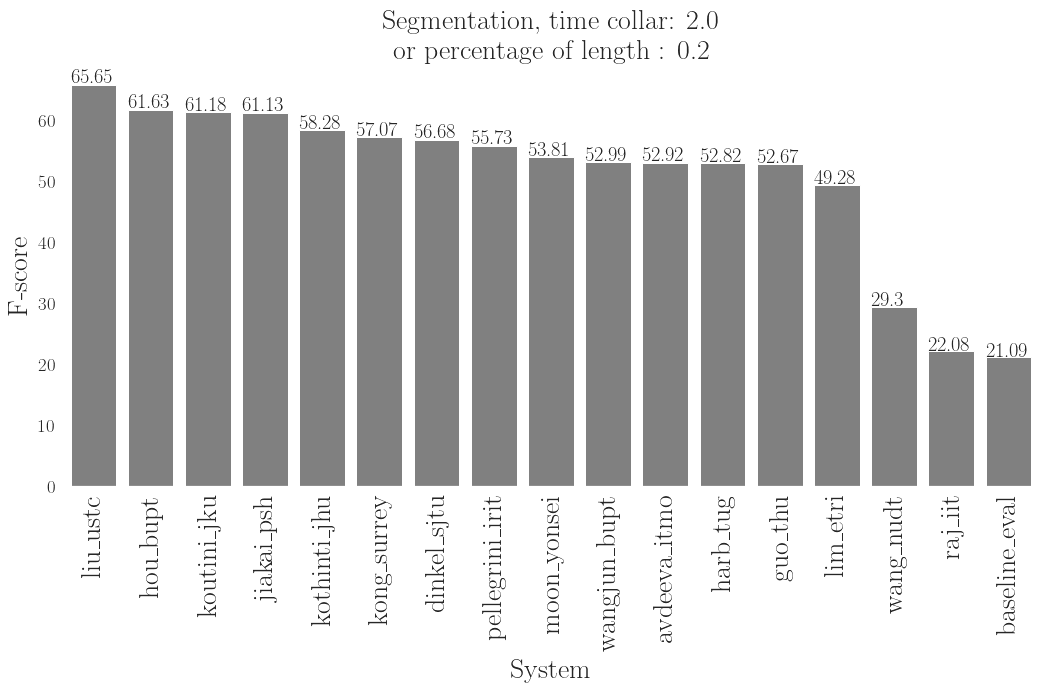 Segmentation, time collar: 2.0
or percentage of length : 0.2
65.65
61.63
61.18
61.13
58.28
57.07
56.68
55.73
53.81
52.99
52.92
52.82
52.67
49.28
29.3
22.08
21.09
60
50
40
30
20
10
0
F-score
liu_ustc
hou_bupt
koutini_jku
jiakai_psh
kothinti_jhu
kong_surrey
dinkel_sjtu
pellegrini_irit
moon_yonsei
wangjun_bupt
avdeeva_itmo
harb_tug
guo_thu
lim_etri
wang_nudt
raj_iit
baseline_eval
System